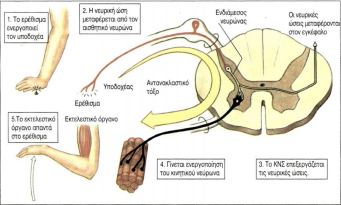 1. Το ερέθισμα
ενεργοποιεί
τον υποδοχέα
2. Η νευρική ώση
μεταφέρεται από τον
αισθητικό νευρώνα
Ενδιάμεσος
νευρώνας
Οι νευρικές
ώσεις μεταφέρονται
στον εγκέφαλο
Υποδοχέας
Ερέθισμα
Αντανακλαστικό
τόξο
5.Το εκτελεστικό
όργανο απαντά
στο ερέθισμα
Εκτελεστικό όργανο
4. Γίνεται ενεργοποίηση
του κινητικού νεύρωνα
3. Το ΚΝΣ επεξεργάζεται
τις νευρικές ώσεις.